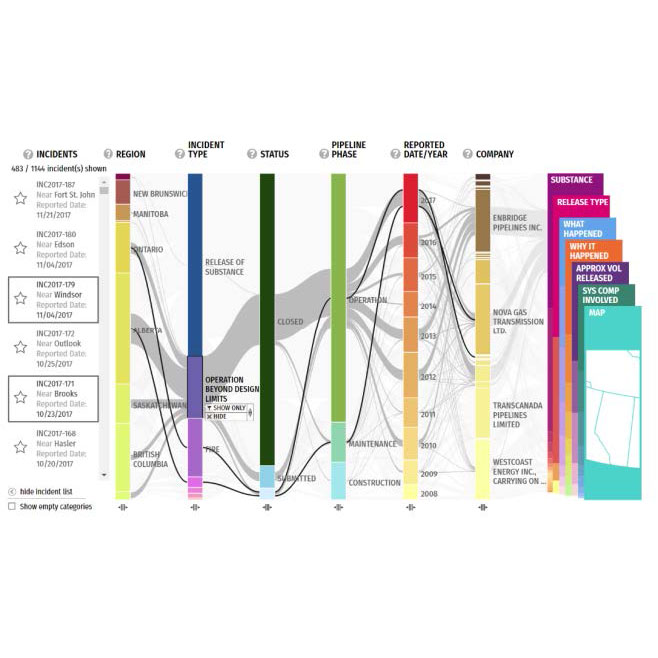 INCIDENTS
REGION
INCIDENT
TYPE
STATUS
PIPELINE
PHASE
REPORTED
DATE/YEAR
COMPANY
483 / 1144 incident(s) shown
INC2017-187
Near Fort St. John
Reported Date:
11/21/2017
INC2017-180
Near Edson
Reported Date:
11/04/2017
INC2017-179
Near Windsor
Reported Date:
11/04/2017
INC2017-172
Near Outlook
Reported Date:
10/25/2017
INC2017-171
Near Brooks
Reported Date:
10/23/2017
INC2017-168
Near Hasler
Reported Date:
10/20/2017
hide incident list
Show empty categories
NEW BRUNSWICK
MANITOBA
ONTARIO
ALBERTA
SASKATCHEWAN
BRITISH
COLUMBIA
RELEASE OF
SUBSTANCE
OPERATION
BEYOND DESIGN
LIMITS
SHOW ONLY
HIDE
FIRE
CLOSED
SUBMITTED
OPERATION
MAINTENANCE
CONSTRUCTION
2017
2016
2015
2014
2013
2012
2011
2010
2009
2008
ENBRIDGE
PIPELINES INC.
NOVA GAS
TRANSMISSION
LTD.
TRANSCANADA
PIPELINES
LIMITED
WESTCOAST
ENERGY INC.,
CARRYING ON ...
SUBSTANCE
RELEASE TYPE
WHAT
HAPPENED
WHY IT
HAPPENED
APPROX VOL
RELEASED
SYS COMP
INVOLVED
MAP